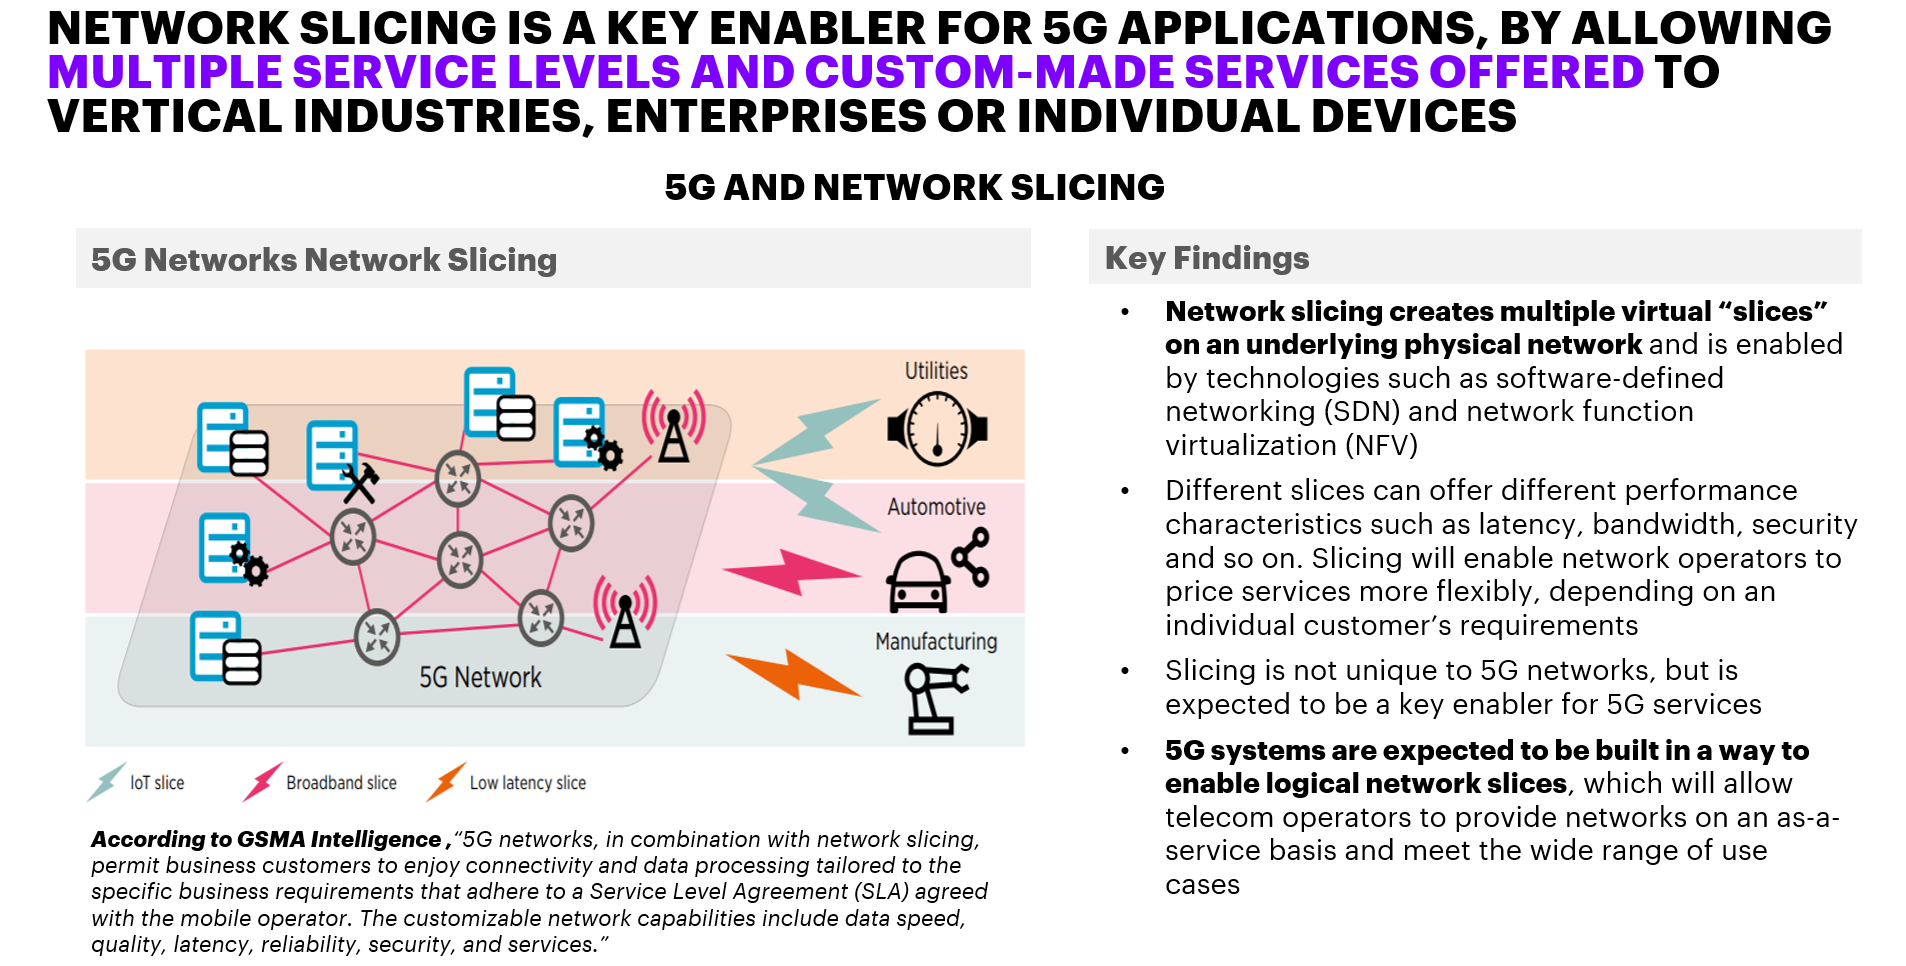 NETWORK SLICING IS A KEY ENABLER FOR 5G APPLICATIONS, BY ALLOWING
MULTIPLE SERVICE LEVELS AND CUSTOM-MADE SERVICES OFFERED TO
VERTICAL INDUSTRIES, ENTERPRISES OR INDIVIDUAL DEVICES
5G AND NETWORK SLICING
5G Networks Network Slicing
Utilities
Automotive
Manufacturing
5G Network
IoT slice
Broadband slice
Low latency slice
According to GSMA Intelligence ,“5G networks, in combination with network slicing,
permit business customers to enjoy connectivity and data processing tailored to the
specific business requirements that adhere to a Service Level Agreement (SLA) agreed
with the mobile operator. The customizable network capabilities include data speed,
quality, latency, reliability, security, and services.”
Key Findings
• Network slicing creates multiple virtual “slices”
on an underlying physical network and is enabled
by technologies such as software-defined
networking (SDN) and network function
virtualization (NFV)
• Different slices can offer different performance
characteristics such as latency, bandwidth, security
and so on. Slicing will enable network operators to
price services more flexibly, depending on an
individual customer’s requirements
• Slicing is not unique to 5G networks, but is
expected to be a key enabler for 5G services
• 5G systems are expected to be built in a way to
enable logical network slices, which will allow
telecom operators to provide networks on an as-a-
service basis and meet the wide range of use
cases